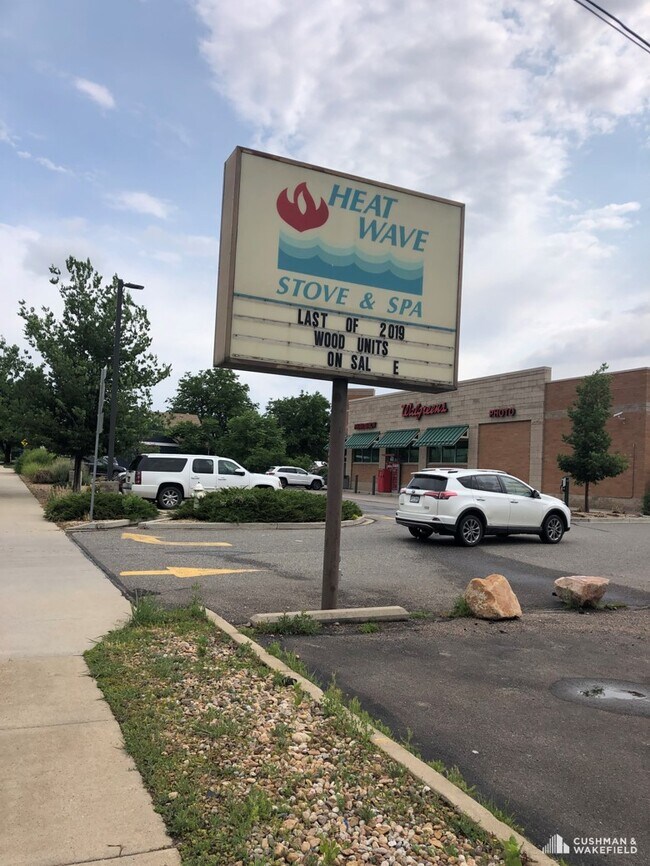 HEAT
WAVE
STOVE & SPA
LAST OF 2019
WOOD UNITS
ON SAL E
Walgreens
PHOTO
CUSHMAN &
WAKEFIELD